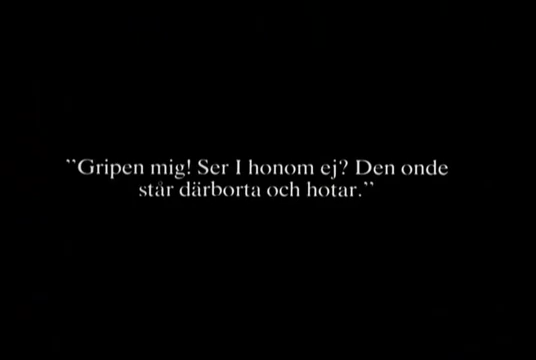 ”Gripen mig! Ser I honom ej? Den onde
står därborta och hotar.”